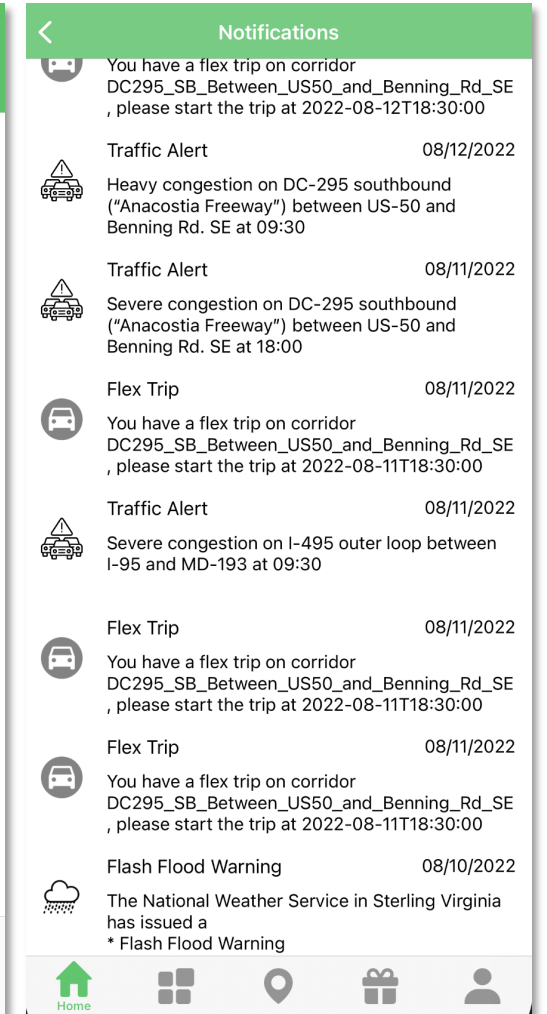 Notifications
You have a flex trip on corridor
DC295_SB_Between_US50_and_Benning_Rd_SE
, please start the trip at 2022-08-12T18:30:00
Traffic Alert 08/12/2022
Heavy congestion on DC-295 southbound
(“Anacostia Freeway”) between US-50 and
Benning Rd. SE at 09:30
Traffic Alert 08/11/2022
Severe congestion on DC-295 southbound
(“Anacostia Freeway”) between US-50 and
Benning Rd. SE at 18:00
Flex Trip 08/11/2022
You have a flex trip on corridor
DC295_SB_Between_US50_and_Benning_Rd_SE
, please start the trip at 2022-08-11T18:30:00
Traffic Alert 08/11/2022
Severe congestion on I-495 outer loop between
I-95 and MD-193 at 09:30
Flex Trip 08/11/2022
You have a flex trip on corridor
DC295_SB_Between_US50_and_Benning_Rd_SE
, please start the trip at 2022-08-11T18:30:00
Flex Trip 08/11/2022
You have a flex trip on corridor
DC295_SB_Between_US50_and_Benning_Rd_SE
, please start the trip at 2022-08-11T18:30:00
Flash Flood Warning 08/10/2022
The National Weather Service in Sterling Virginia
has issued a
* Flash Flood Warning
Home